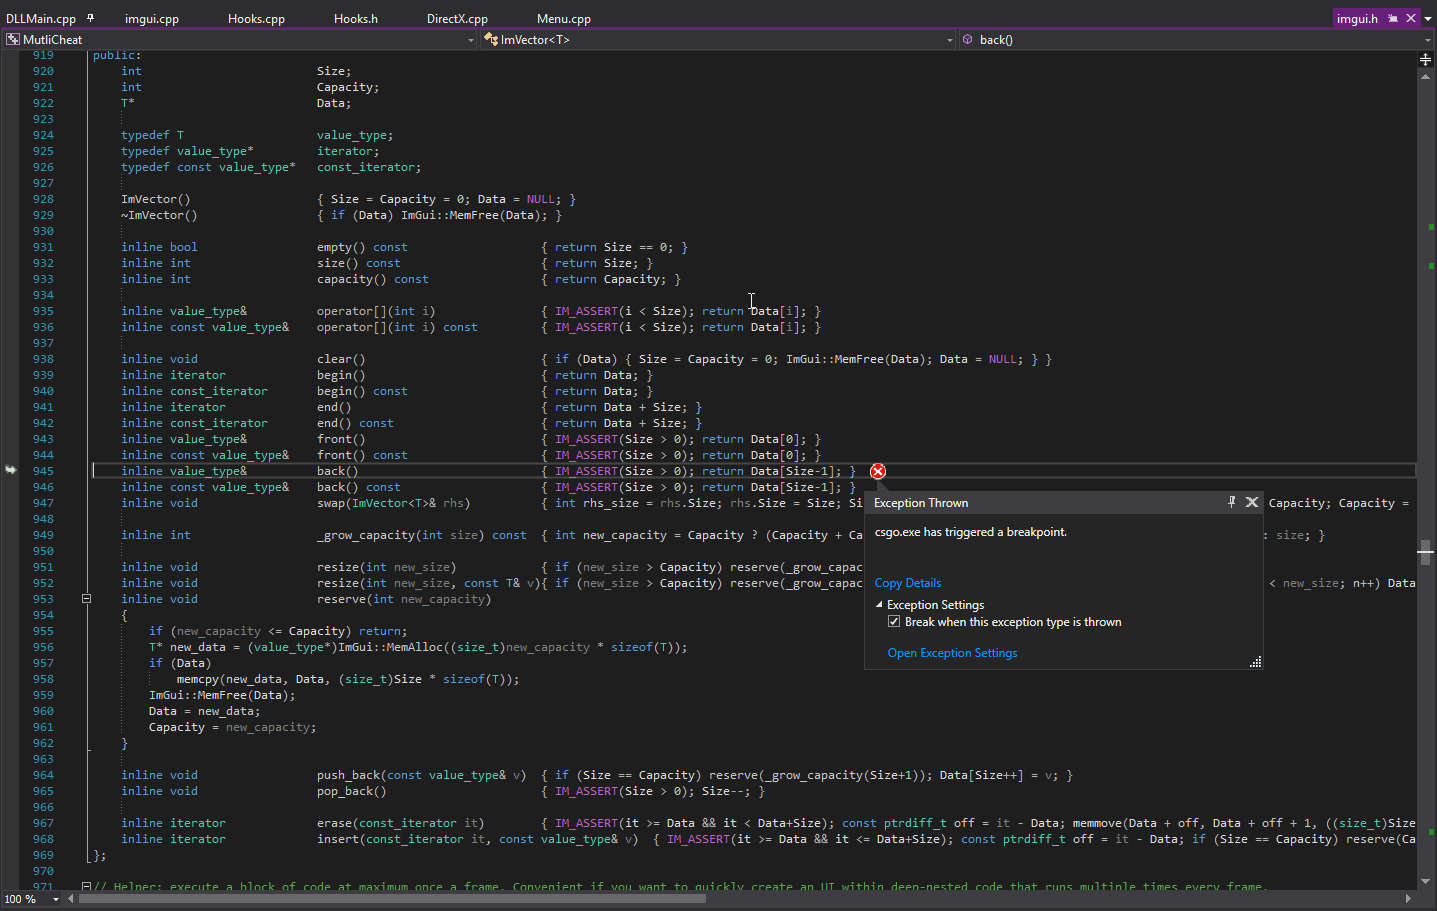 DLLMain.cpp imgui.cpp Hooks.cpp Hooks.h DirectX.cpp Menu.cpp imgui.h
MutliCheat ImVector<T> back()
919 public:
920 int Size;
921 int Capacity;
922 T* Data;
923
924 typedef T value_type;
925 typedef value_type* iterator;
926 typedef const value_type* const_iterator;
927
928 ImVector() { Size = Capacity = 0; Data = NULL; }
929 ~ImVector() { if (Data) ImGui::MemFree(Data); }
930
931 inline bool empty() const { return Size == 0; }
932 inline int size() const { return Size; }
933 inline int capacity() const { return Capacity; }
934
935 inline value_type& operator[](int i) { IM_ASSERT(i < Size); return Data[i]; }
936 inline const value_type& operator[](int i) const { IM_ASSERT(i < Size); return Data[i]; }
937
938 inline void clear() { if (Data) { Size = Capacity = 0; ImGui::MemFree(Data); Data = NULL; } }
939 inline iterator begin() { return Data; }
940 inline const_iterator begin() const { return Data; }
941 inline iterator end() { return Data + Size; }
942 inline const_iterator end() const { return Data + Size; }
943 inline value_type& front() { IM_ASSERT(Size > 0); return Data[0]; }
944 inline const value_type& front() const { IM_ASSERT(Size > 0); return Data[0]; }
945 inline value_type& back() { IM_ASSERT(Size > 0); return Data[Size-1]; }
946 inline const value_type& back() const { IM_ASSERT(Size > 0); return Data[Size-1]; }
947 inline void swap(ImVector<T>& rhs) { int rhs_size = rhs.Size; rhs.Size = Size; Si Capacity; Capacity =
948
949 inline int _grow_capacity(int size) const { int new_capacity = Capacity ? (Capacity + Ca : size; }
950
951 inline void resize(int new_size) { if (new_size > Capacity) reserve(_grow_capac
952 inline void resize(int new_size, const T& v){ if (new_size > Capacity) reserve(_grow_capac < new_size; n++) Data
953 inline void reserve(int new_capacity)
954 {
955 if (new_capacity <= Capacity) return;
956 T* new_data = (value_type*)ImGui::MemAlloc((size_t)new_capacity * sizeof(T));
957 if (Data)
958 memcpy(new_data, Data, (size_t)Size * sizeof(T));
959 ImGui::MemFree(Data);
960 Data = new_data;
961 Capacity = new_capacity;
962 }
963
964 inline void push_back(const value_type& v) { if (Size == Capacity) reserve(_grow_capacity(Size+1)); Data[Size++] = v; }
965 inline void pop_back() { IM_ASSERT(Size > 0); Size--; }
966
967 inline iterator erase(const_iterator it) { IM_ASSERT(it >= Data && it < Data+Size); const ptrdiff_t off = it - Data; memmove(Data + off, Data + off + 1, ((size_t)Size
968 inline iterator insert(const_iterator it, const value_type& v) { IM_ASSERT(it >= Data && it <= Data+Size); const ptrdiff_t off = it - Data; if (Size == Capacity) reserve(Ca
969 };
970
971 // Helper: execute a block of code at maximum once a frame. Convenient if you want to quickly create an UI within deep-nested code that runs multiple times every frame.
Exception Thrown
csgo.exe has triggered a breakpoint.
Copy Details
Exception Settings
Break when this exception type is thrown
Open Exception Settings
100 %